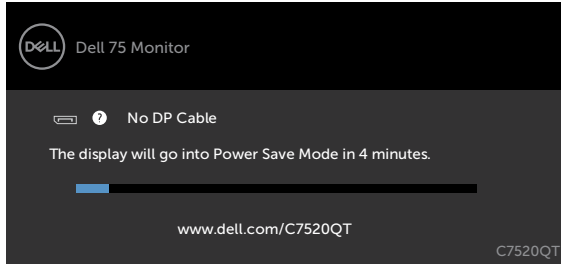 DELL Dell 75 Monitor
? No DP Cable
The display will go into Power Save Mode in 4 minutes.
www.dell.com/C7520QT
C7520QT